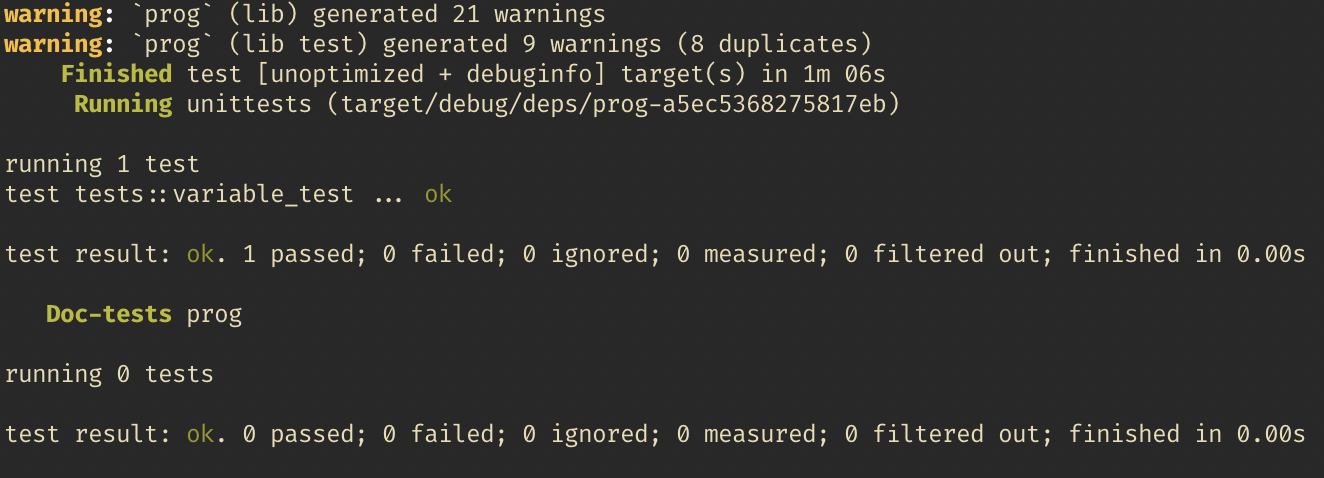 warning: `prog` (lib) generated 21 warnings
warning: `prog` (lib test) generated 9 warnings (8 duplicates)
Finished test [unoptimized + debuginfo] target(s) in 1m 06s
Running unittests (target/debug/deps/prog-a5ec5368275817eb)
running 1 test
test tests::variable_test ... ok
test result: ok. 1 passed; 0 failed; 0 ignored; 0 measured; 0 filtered out; finished in 0.00s
Doc-tests prog
running 0 tests
test result: ok. 0 passed; 0 failed; 0 ignored; 0 measured; 0 filtered out; finished in 0.00s